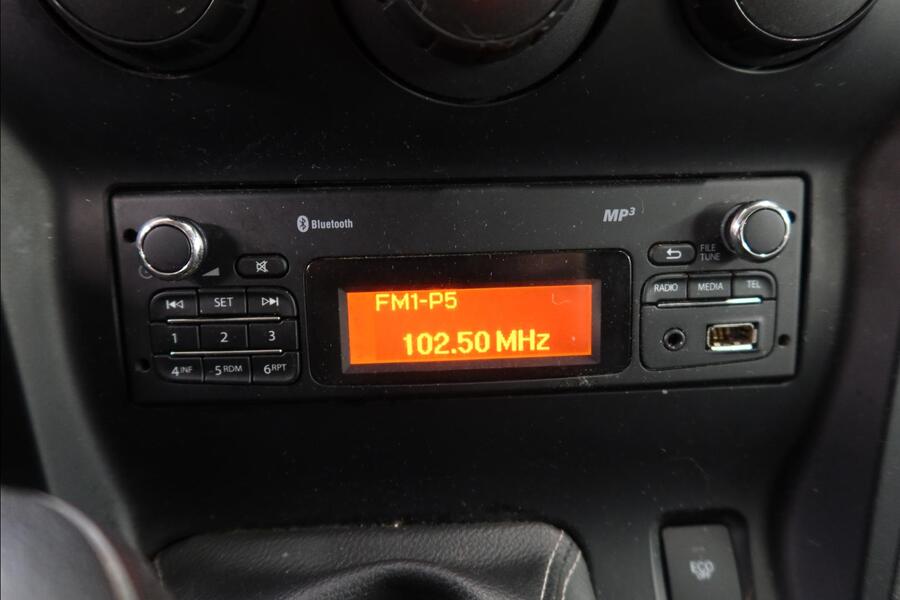 Bluetooth
MP3
FILE
TUNE
SET
RADIO
MEDIA
TEL
FM1-P5
102.50 MHz
1
2
3
4INF
5RDM
6RPT
ECO
OFF